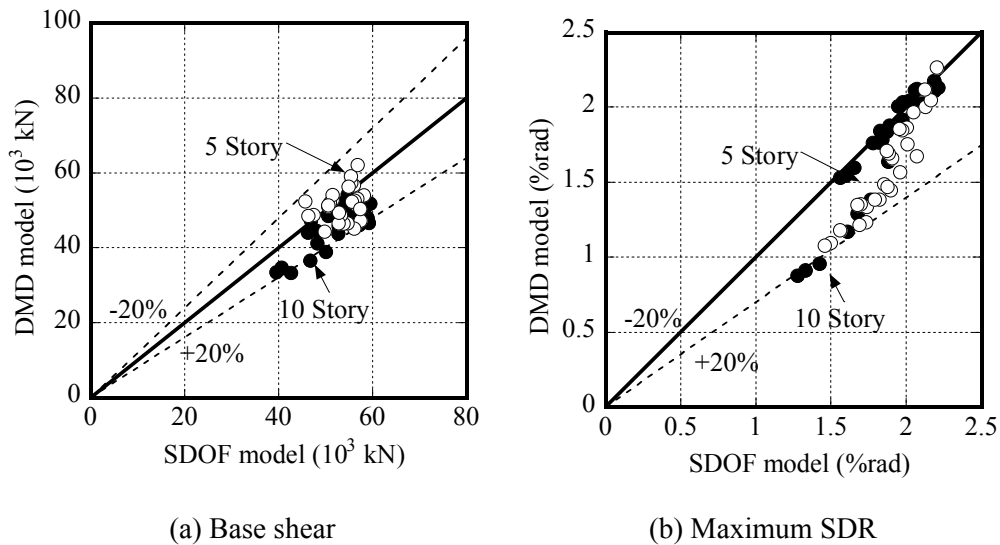 100
80
60
40
20
0
0
20
40
60
80
DMD model (10³ kN)
SDOF model (10³ kN)
5 Story
10 Story
-20%
+20%
(a) Base shear
2.5
2
1.5
1
0.5
0
0
0.5
1
1.5
2
2.5
DMD model (%rad)
SDOF model (%rad)
5 Story
10 Story
-20%
+20%
(b) Maximum SDR